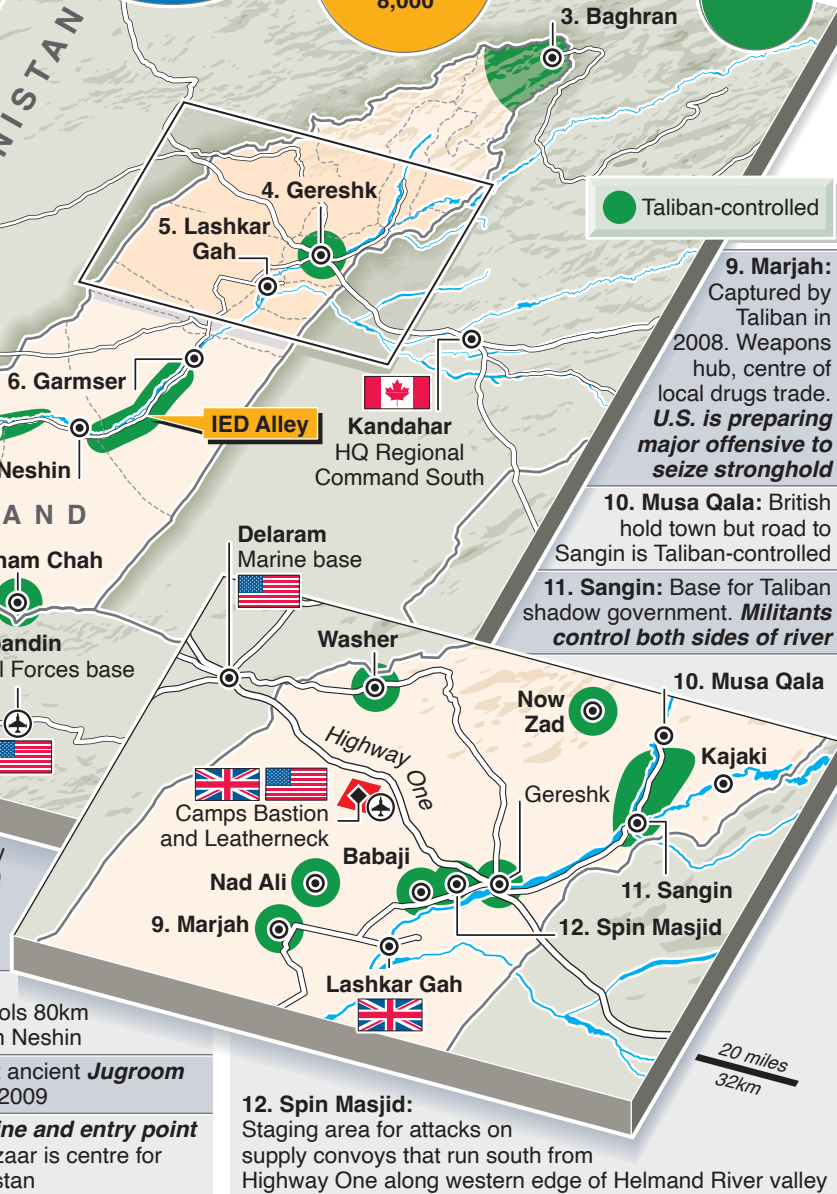 8,000
3. Baghran
NISTAN
4. Gereshk
Taliban-controlled
5. Lashkar
Gah
9. Marjah:
Captured by
Taliban in
2008. Weapons
hub, centre of
local drugs trade.
U.S. is preparing
major offensive to
seize stronghold
6. Garmser
IED Alley
Kandahar
HQ Regional
Command South
Neshin
AND
10. Musa Qala: British
hold town but road to
Sangin is Taliban-controlled
Delaram
Marine base
ham Chah
11. Sangin: Base for Taliban
shadow government. Militants
control both sides of river
andin
l Forces base
Washer
10. Musa Qala
Now
Zad
Highway One
Kajaki
Gereshk
Camps Bastion
and Leatherneck
Babaji
Nad Ali
11. Sangin
9. Marjah
12. Spin Masjid
Lashkar Gah
ols 80km
n Neshin
20 miles
32km
ancient Jugroom
2009
12. Spin Masjid:
Staging area for attacks on
supply convoys that run south from
Highway One along western edge of Helmand River valley
ine and entry point
zaar is centre for
stan